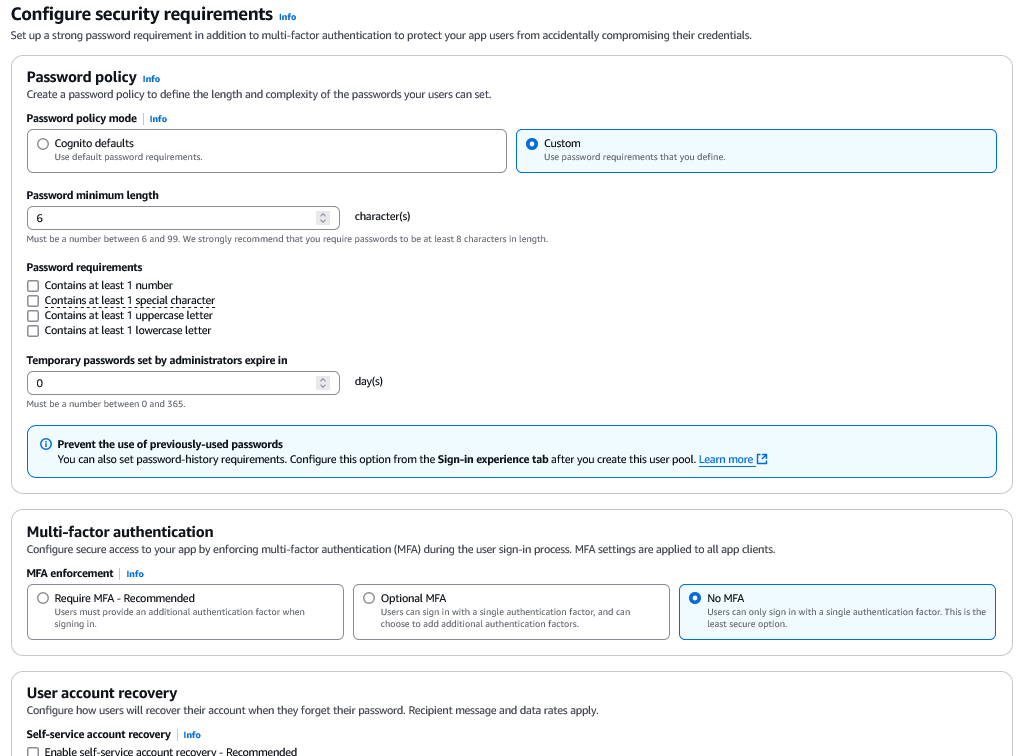 Configure security requirements Info
Set up a strong password requirement in addition to multi-factor authentication to protect your app users from accidentally compromising their credentials.
Password policy Info
Create a password policy to define the length and complexity of the passwords your users can set.
Password policy mode Info
Cognito defaults
Use default password requirements.
Custom
Use password requirements that you define.
Password minimum length
6 character(s)
Must be a number between 6 and 99. We strongly recommend that you require passwords to be at least 8 characters in length.
Password requirements
Contains at least 1 number
Contains at least 1 special character
Contains at least 1 uppercase letter
Contains at least 1 lowercase letter
Temporary passwords set by administrators expire in
0 day(s)
Must be a number between 0 and 365.
Prevent the use of previously-used passwords
You can also set password-history requirements. Configure this option from the Sign-in experience tab after you create this user pool. Learn more
Multi-factor authentication
Configure secure access to your app by enforcing multi-factor authentication (MFA) during the user sign-in process. MFA settings are applied to all app clients.
MFA enforcement Info
Require MFA - Recommended
Users must provide an additional authentication factor when
signing in.
Optional MFA
Users can sign in with a single authentication factor, and can
choose to add additional authentication factors.
No MFA
Users can only sign in with a single authentication factor. This is the
least secure option.
User account recovery
Configure how users will recover their account when they forget their password. Recipient message and data rates apply.
Self-service account recovery Info
Enable self-service account recovery - Recommended